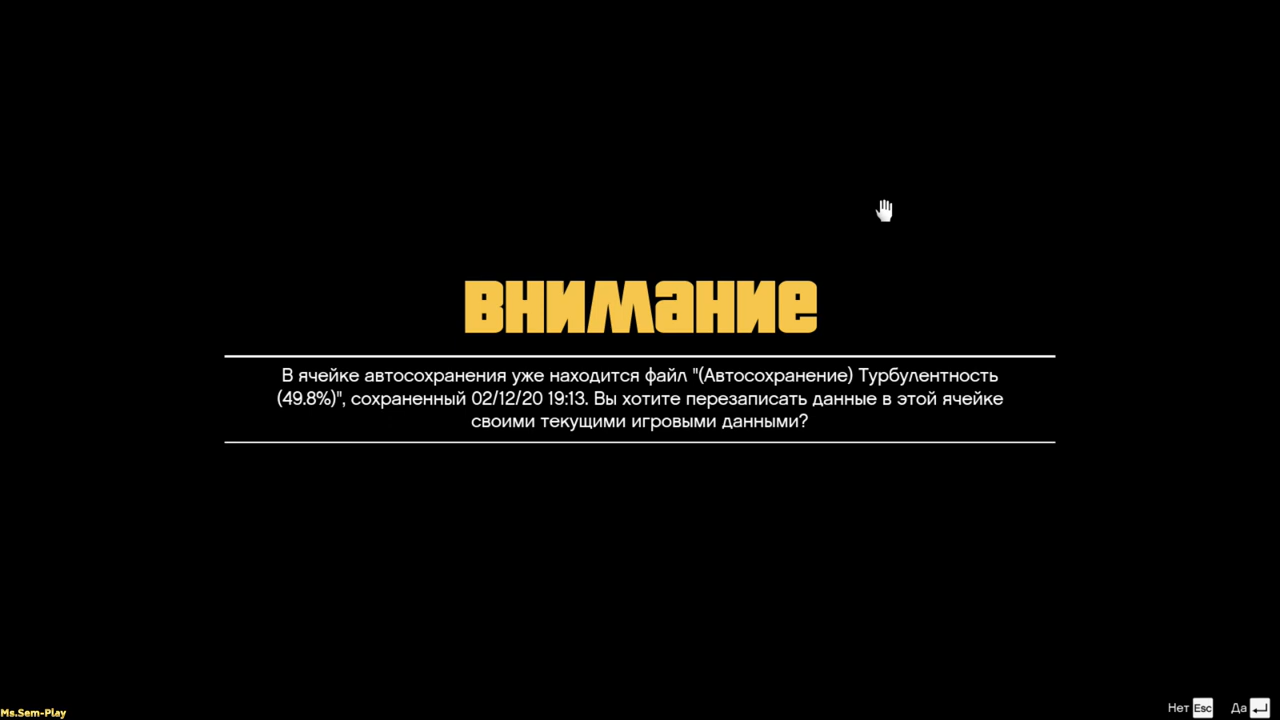 внимание
В ячейке автосохранения уже находится файл "(Автосохранение) Турбулентность
(49.8%)", сохраненный 02/12/20 19:13. Вы хотите перезаписать данные в этой ячейке
своими текущими игровыми данными?
Нет Esc Да
Ms.Sem-Play